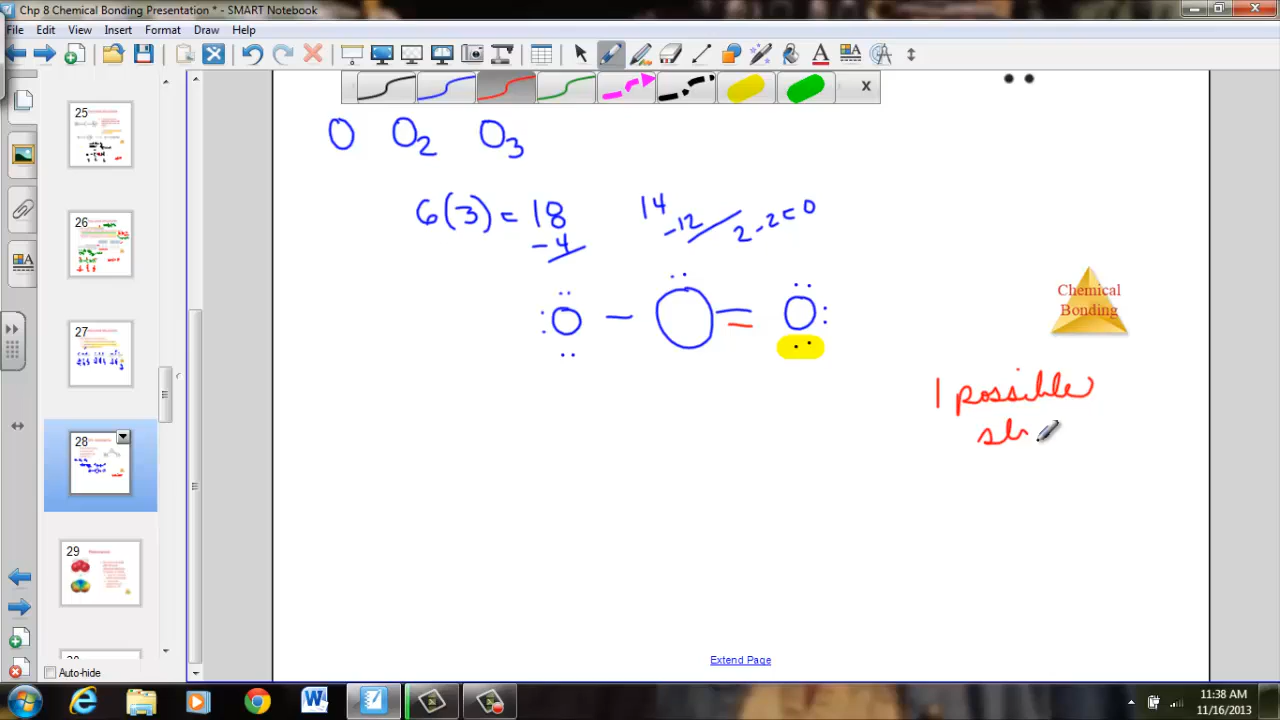 Chp 8 Chemical Bonding Presentation * - SMART Notebook
File Edit View Insert Format Draw Help
x
25
26
27
28
29
O O2 O3
6(3) = 18
- 4
14
-12
2 - 2 = 0
O - O = O
Chemical
Bonding
1 possible
Extend Page
Auto-hide
11:38 AM
11/16/2013